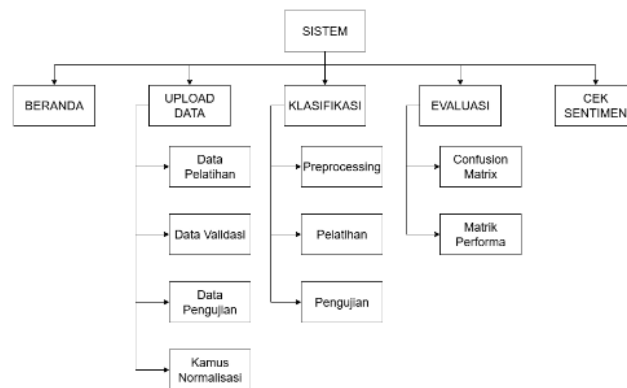 SISTEM
BERANDA
UPLOAD
DATA
KLASIFIKASI
EVALUASI
CEK
SENTIMEN
Data
Pelatihan
Data Validasi
Data
Pengujian
Kamus
Normalisasi
Preprocessing
Pelatihan
Pengujian
Confusion
Matrix
Matrik
Performa